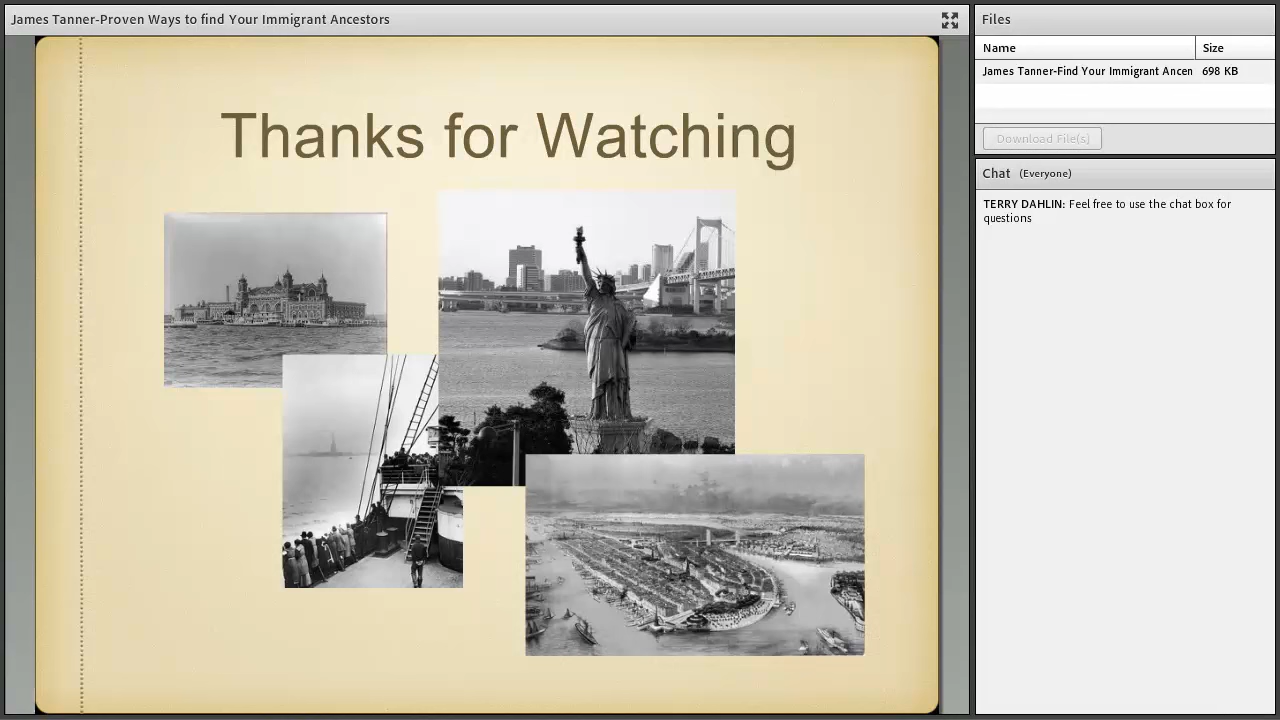 James Tanner-Proven Ways to find Your Immigrant Ancestors
Thanks for Watching
Files
Name Size
James Tanner-Find Your Immigrant Ancen 698 KB
Download File(s)
Chat (Everyone)
TERRY DAHLIN: Feel free to use the chat box for
questions